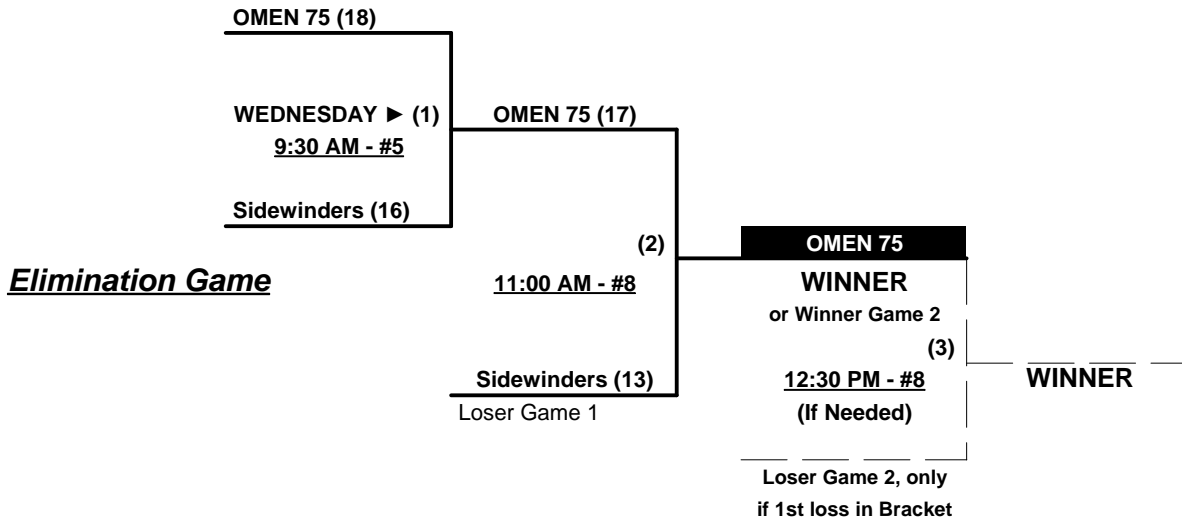 OMEN 75 (18)
WEDNESDAY ► (1)
9:30 AM - #5
OMEN 75 (17)
Sidewinders (16)
(2)
OMEN 75
Elimination Game
11:00 AM - #8
WINNER
or Winner Game 2
(3)
Sidewinders (13)
12:30 PM - #8
WINNER
Loser Game 1
(If Needed)
Loser Game 2, only
if 1st loss in Bracket